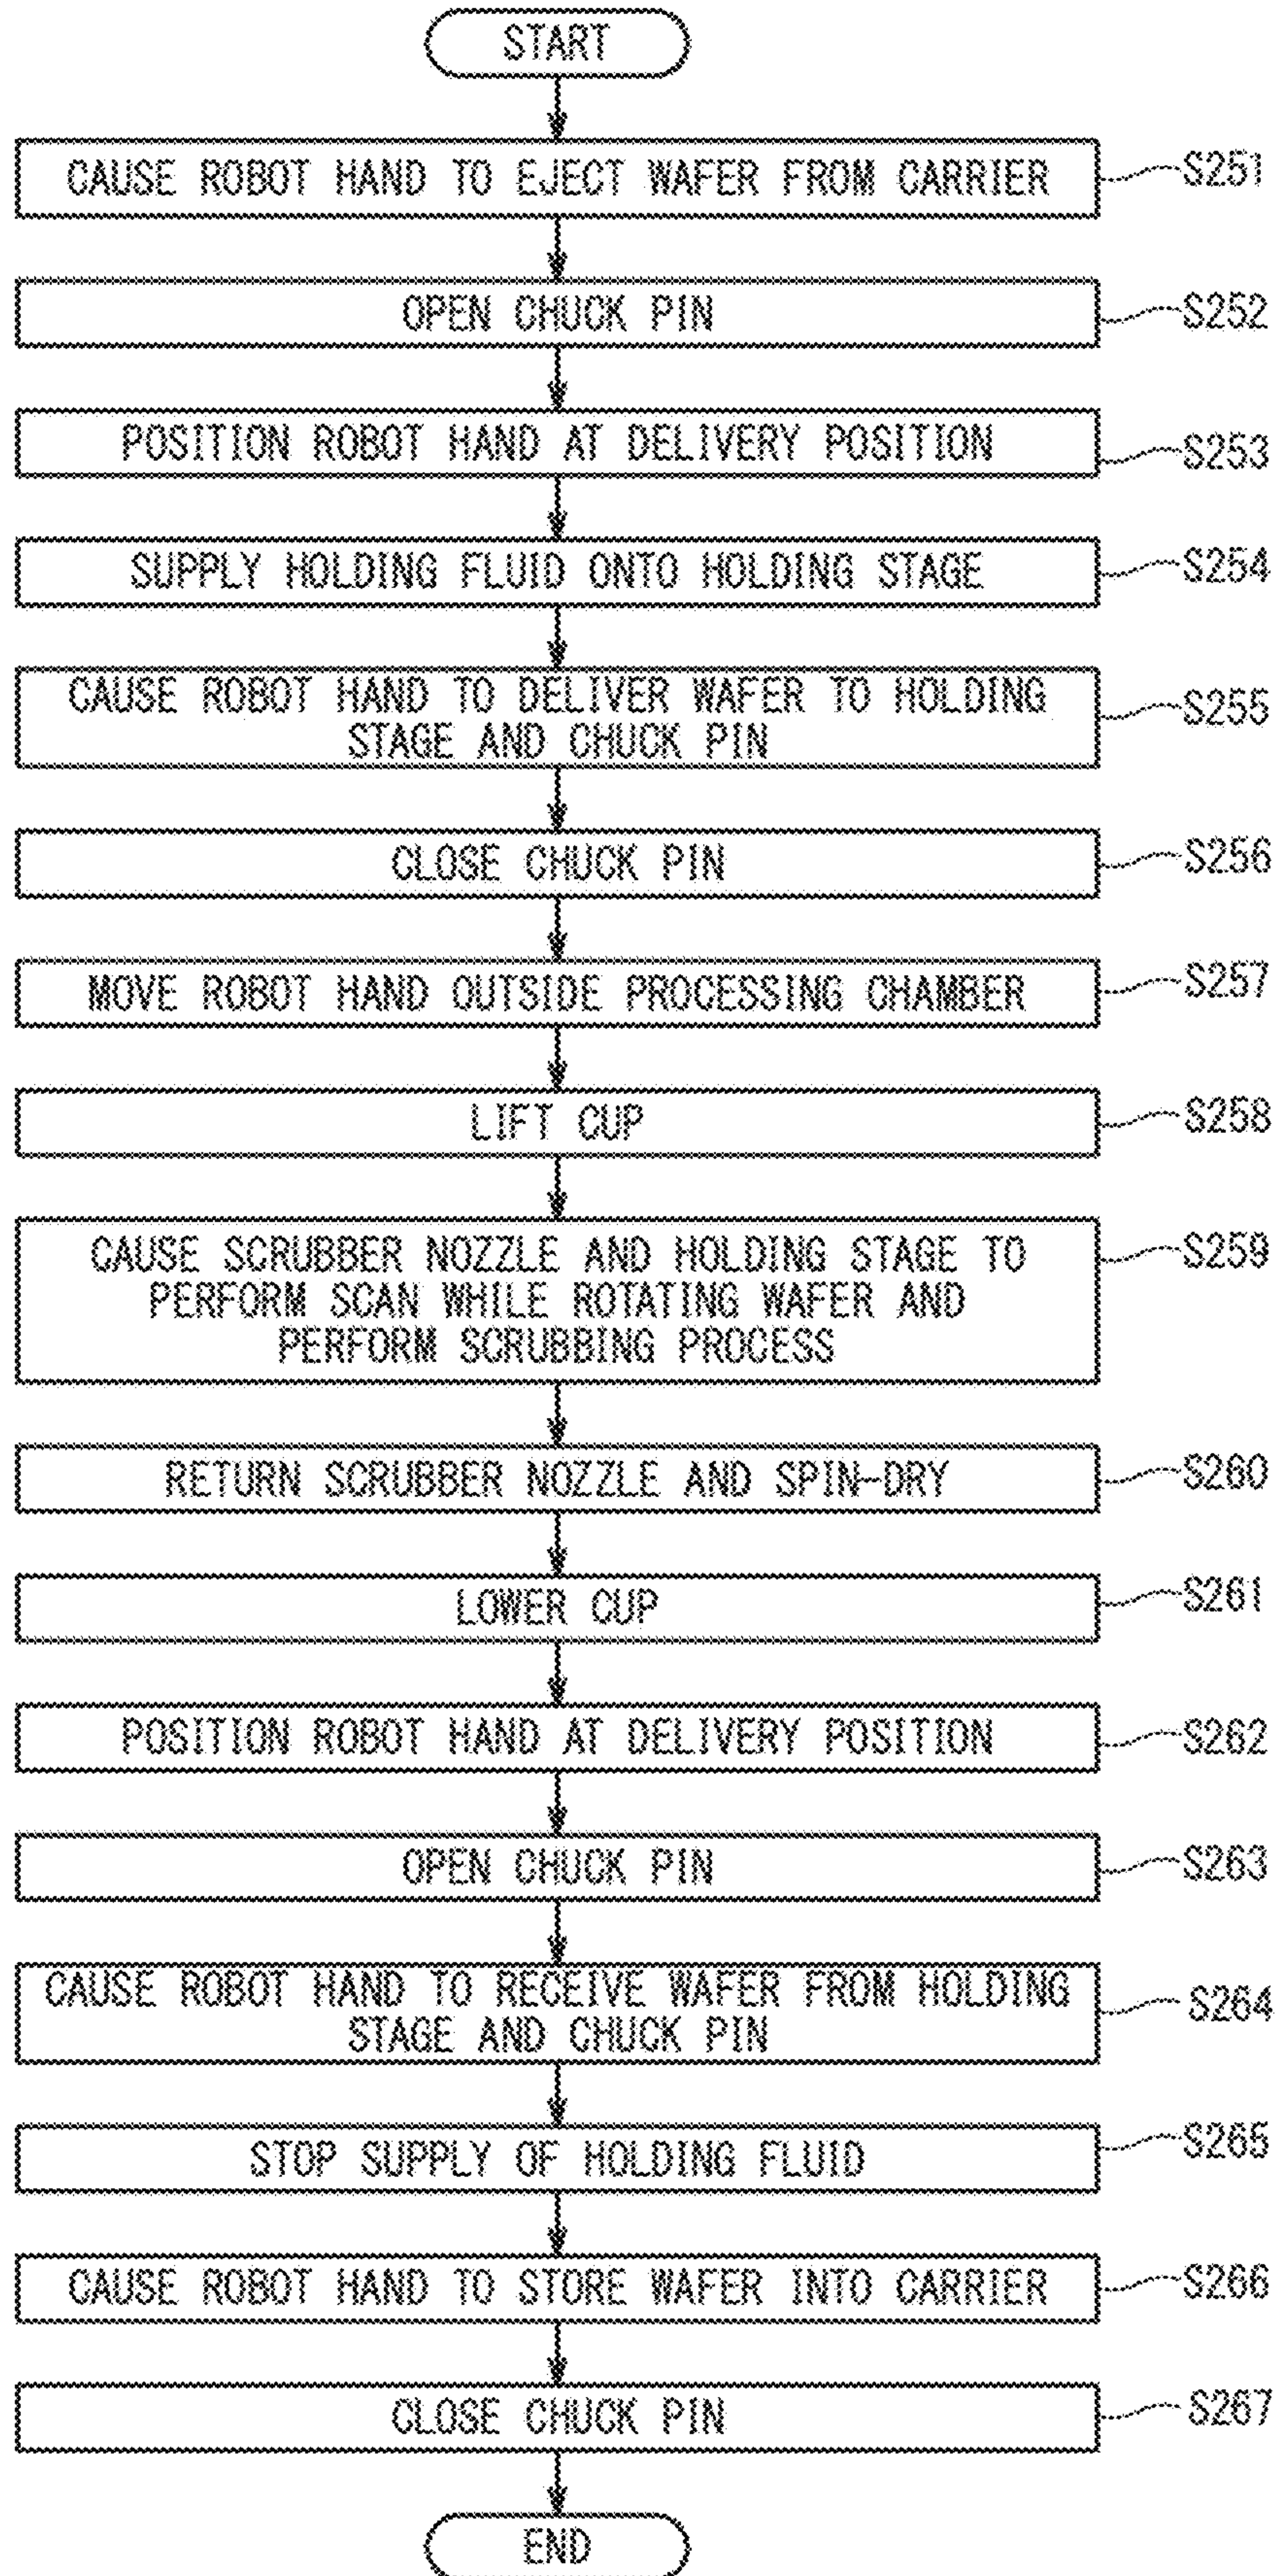 START
CAUSE ROBOT HAND TO EJECT WAFER FROM CARRIER
S251
OPEN CHUCK PIN
S252
POSITION ROBOT HAND AT DELIVERY POSITION
S253
SUPPLY HOLDING FLUID ONTO HOLDING STAGE
S254
CAUSE ROBOT HAND TO DELIVER WAFER TO HOLDING
STAGE AND CHUCK PIN
S255
CLOSE CHUCK PIN
S256
MOVE ROBOT HAND OUTSIDE PROCESSING CHAMBER
S257
LIFT CUP
S258
CAUSE SCRUBBER NOZZLE AND HOLDING STAGE TO
PERFORM SCAN WHILE ROTATING WAFER AND
PERFORM SCRUBBING PROCESS
S259
RETURN SCRUBBER NOZZLE AND SPIN-DRY
S260
LOWER CUP
S261
POSITION ROBOT HAND AT DELIVERY POSITION
S262
OPEN CHUCK PIN
S263
CAUSE ROBOT HAND TO RECEIVE WAFER FROM HOLDING
STAGE AND CHUCK PIN
S264
STOP SUPPLY OF HOLDING FLUID
S265
CAUSE ROBOT HAND TO STORE WAFER INTO CARRIER
S266
CLOSE CHUCK PIN
S267
END